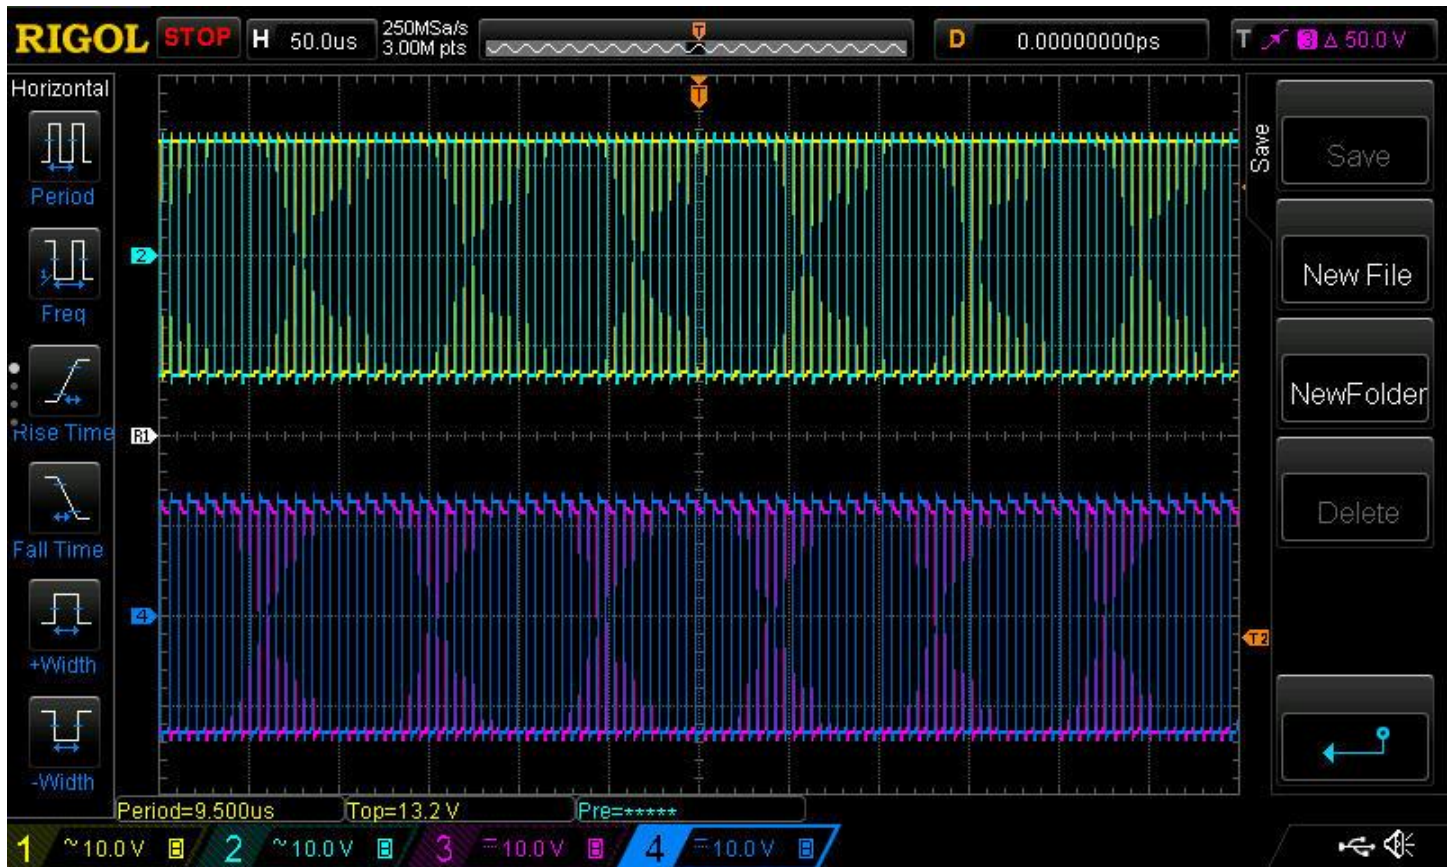 RIGOL STOP H 50.0us 250MSa/s 3.00M pts T D 0.00000000ps T 3 Δ 50.0 V
Horizontal
T
Period
1/
Freq
Rise Time
Fall Time
+Width
-Width
2
R1
4
T2
Save
Save
New File
NewFolder
Delete
Period=9.500us Top=13.2 V Pre=*****
1 ~10.0 V B 2 ~10.0 V B 3 10.0 V B 4 10.0 V B